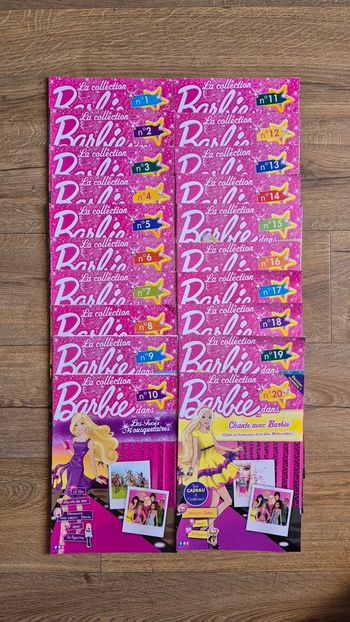 La collection
Barbie
n°1
La collection
Barbie
n°2
La collection
Barbie
n°3
La collection
Barbie
n°4
La collection
Barbie
n°5
La collection
Barbie
n°6
La collection
Barbie
n°7
La collection
Barbie
n°8
La collection
Barbie dans
n°9
La collection
Barbie dans
n°10
Les Trois
Mousquetaires
La collection
Barbie
n°11
La collection
Barbie
n°12
La collection
Barbie
n°13
La collection
Barbie
n°14
La collection
Barbie dans
n°15
La collection
Barbie
n°16
La collection
Barbie
n°17
La collection
Barbie
n°18
La collection
Barbie dans
n°19
La collection
Barbie dans
n°20
Chante avec Barbie
CADEAU